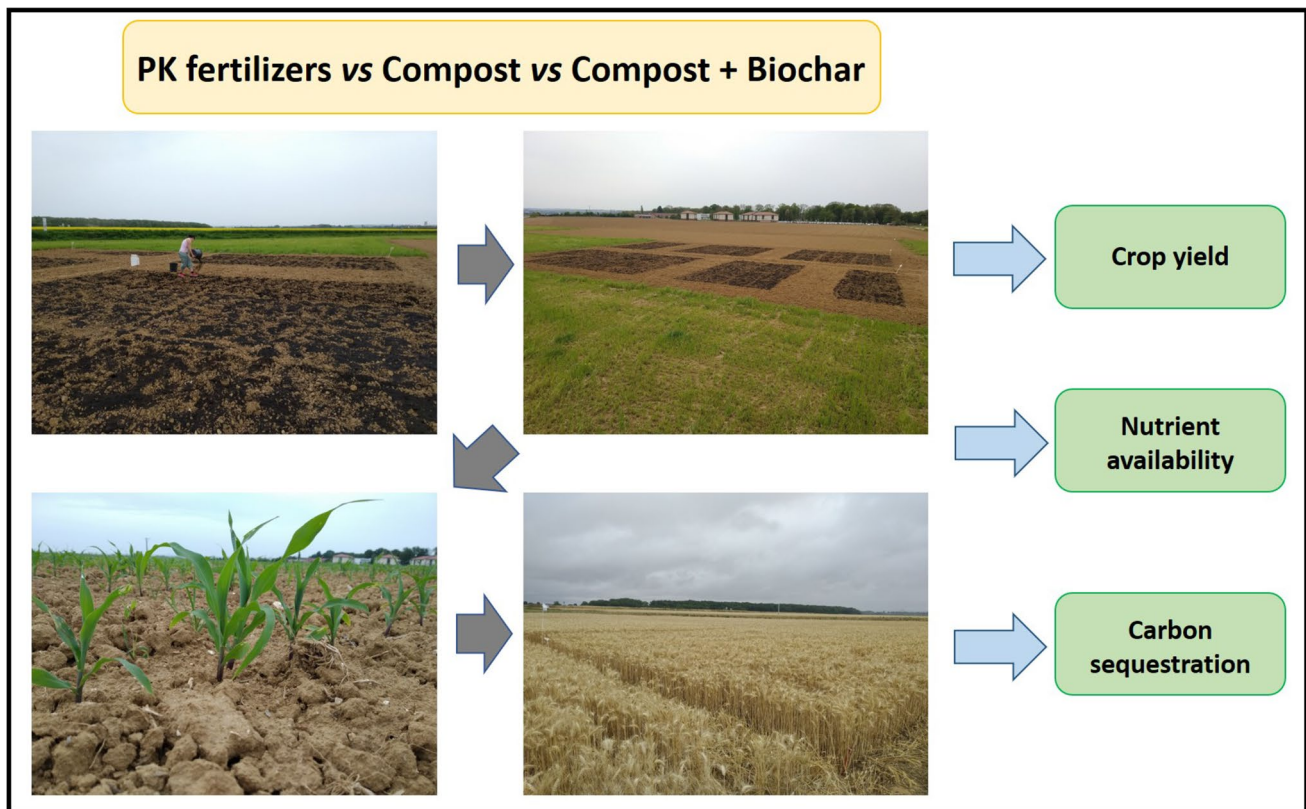 PK fertilizers vs Compost vs Compost + Biochar
Crop yield
Nutrient
availability
Carbon
sequestration